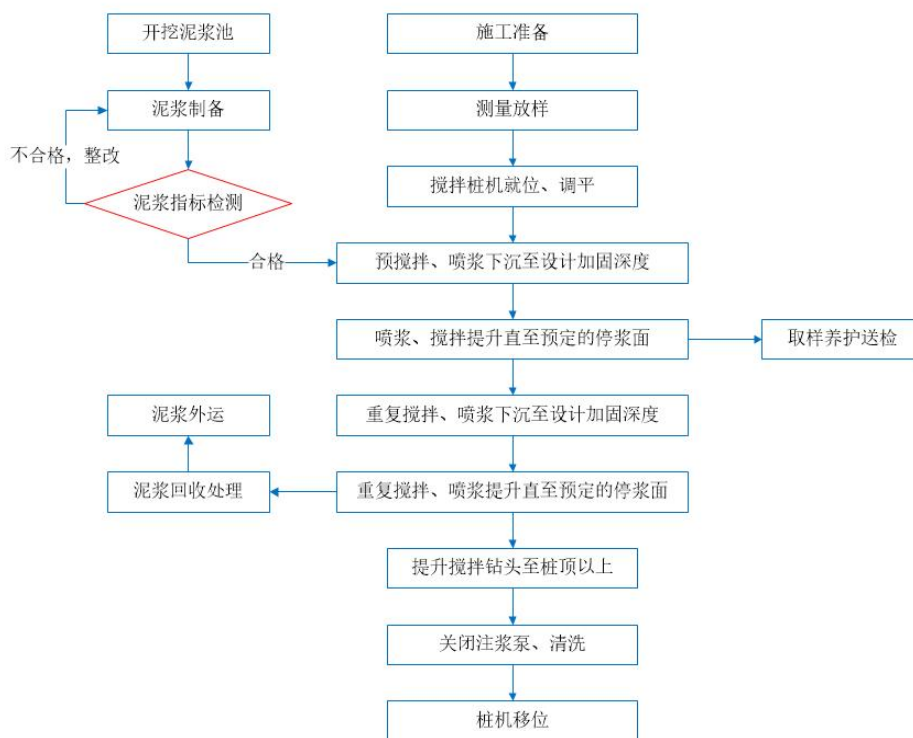 开挖泥浆池
施工准备
泥浆制备
测量放样
不合格，整改
搅拌桩机就位、调平
泥浆指标检测
合格
预搅拌、喷浆下沉至设计加固深度
喷浆、搅拌提升直至预定的停浆面
取样养护送检
泥浆外运
重复搅拌、喷浆下沉至设计加固深度
泥浆回收处理
重复搅拌、喷浆提升直至预定的停浆面
提升搅拌钻头至桩顶以上
关闭注浆泵、清洗
桩机移位